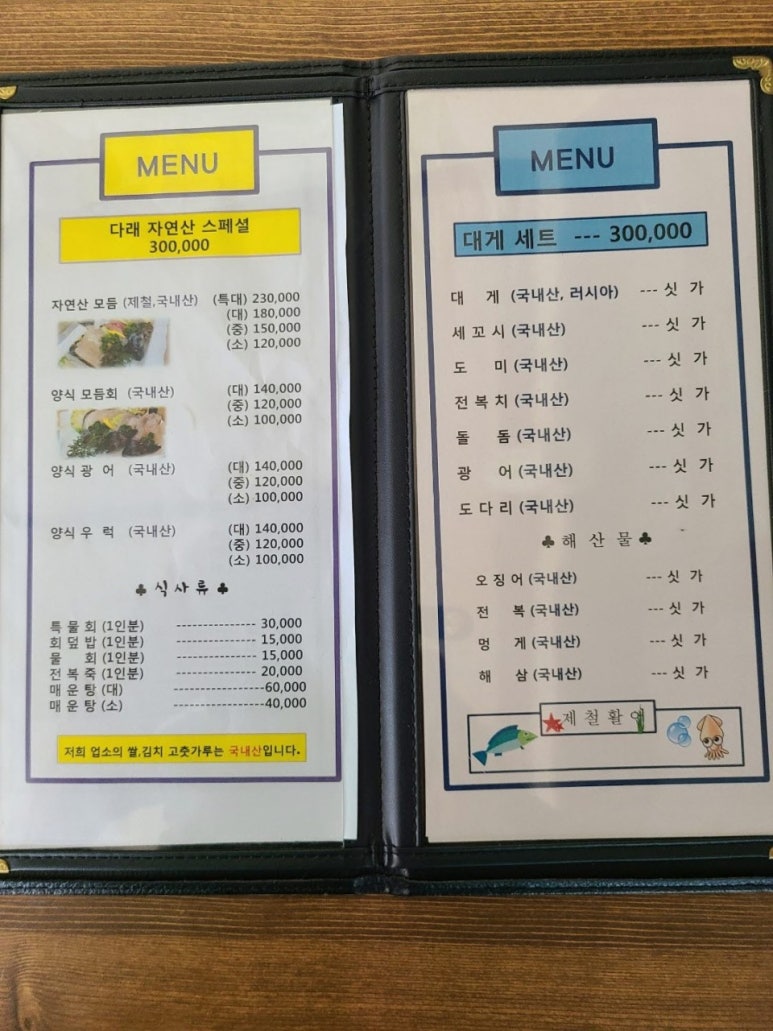 MENU
다래 자연산 스페셜
300,000
자연산 모듬 (제철,국내산) (특대) 230,000
(대) 180,000
(중) 150,000
(소) 120,000
양식 모듬회 (국내산) (대) 140,000
(중) 120,000
(소) 100,000
양식 광 어 (국내산) (대) 140,000
(중) 120,000
(소) 100,000
양식 우 럭 (국내산) (대) 140,000
(중) 120,000
(소) 100,000
♣ 식 사 류 ♣
특 물 회 (1인분) ---------------- 30,000
회 덮 밥 (1인분) ---------------- 15,000
물 회 (1인분) ---------------- 15,000
전 복 죽 (1인분) ---------------- 20,000
매 운 탕 (대) ------------------60,000
매 운 탕 (소) ------------------40,000
저희 업소의 쌀,김치 고춧가루는 국내산입니다.
MENU
대게 세트 --- 300,000
대 게 (국내산, 러시아) --- 싯 가
세 꼬 시 (국내산) --- 싯 가
도 미 (국내산) --- 싯 가
전 복 치 (국내산) --- 싯 가
돌 돔 (국내산) --- 싯 가
광 어 (국내산) --- 싯 가
도 다 리 (국내산) --- 싯 가
♣ 해 산 물 ♣
오 징 어 (국내산) --- 싯 가
전 복 (국내산) --- 싯 가
멍 게 (국내산) --- 싯 가
해 삼 (국내산) --- 싯 가
제 철 활 어